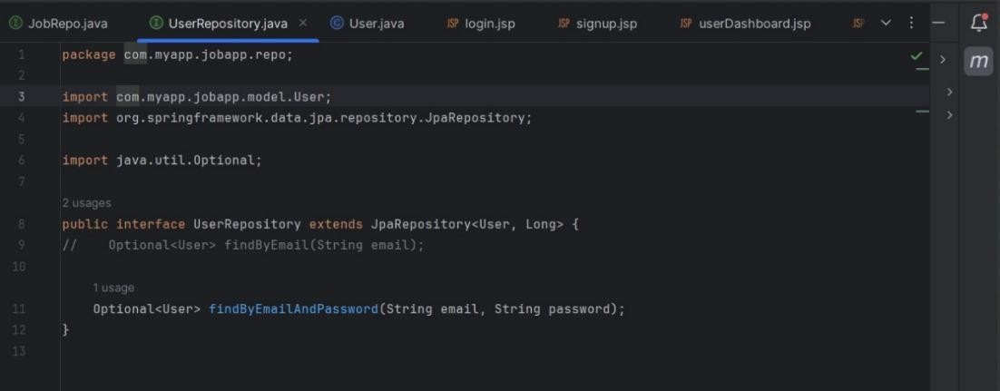 JobRepo.java UserRepository.java × User.java login.jsp signup.jsp userDashboard.jsp
1 package com.myapp.jobapp.repo;
2
3 import com.myapp.jobapp.model.User;
4 import org.springframework.data.jpa.repository.JpaRepository;
5
6 import java.util.Optional;
7
2 usages
8 public interface UserRepository extends JpaRepository<User, Long> {
9 // Optional<User> findByEmail(String email);
10
1 usage
11 Optional<User> findByEmailAndPassword(String email, String password);
12 }
13